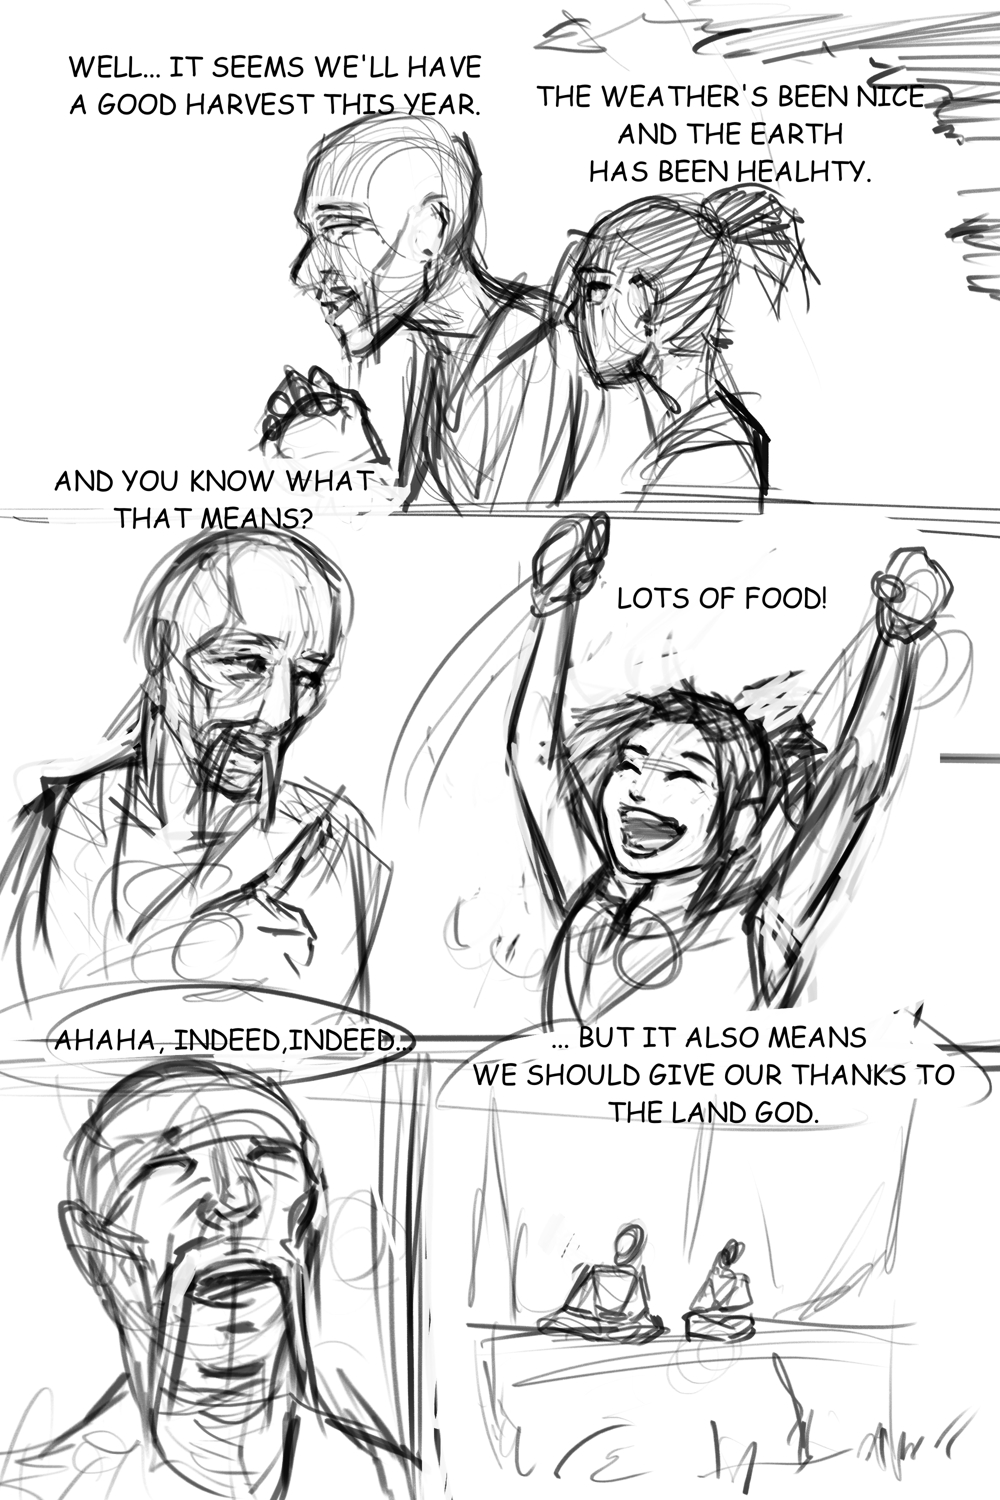 WELL... IT SEEMS WE'LL HAVE
A GOOD HARVEST THIS YEAR.
THE WEATHER'S BEEN NICE
AND THE EARTH
HAS BEEN HEALHTY.
AND YOU KNOW WHAT
THAT MEANS?
LOTS OF FOOD!
AHAHA, INDEED,INDEED...
... BUT IT ALSO MEANS
WE SHOULD GIVE OUR THANKS TO
THE LAND GOD.